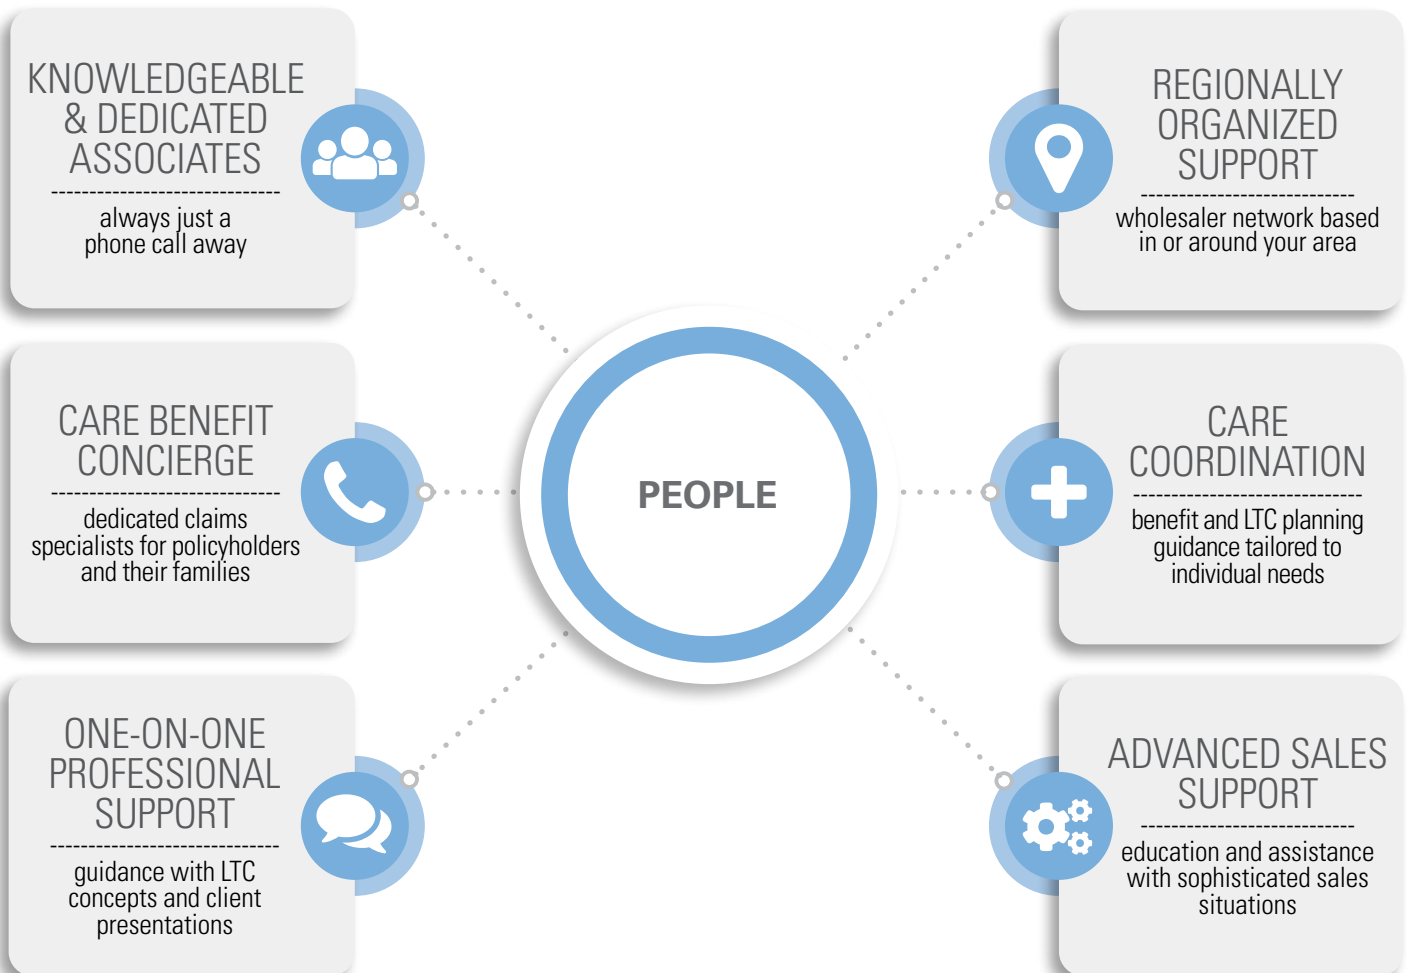 KNOWLEDGEABLE
& DEDICATED
ASSOCIATES
always just a
phone call away
CARE BENEFIT
CONCIERGE
dedicated claims
specialists for policyholders
and their families
ONE-ON-ONE
PROFESSIONAL
SUPPORT
guidance with LTC
concepts and client
presentations
PEOPLE
REGIONALLY
ORGANIZED
SUPPORT
wholesaler network based
in or around your area
CARE
COORDINATION
benefit and LTC planning
guidance tailored to
individual needs
ADVANCED SALES
SUPPORT
education and assistance
with sophisticated sales
situations